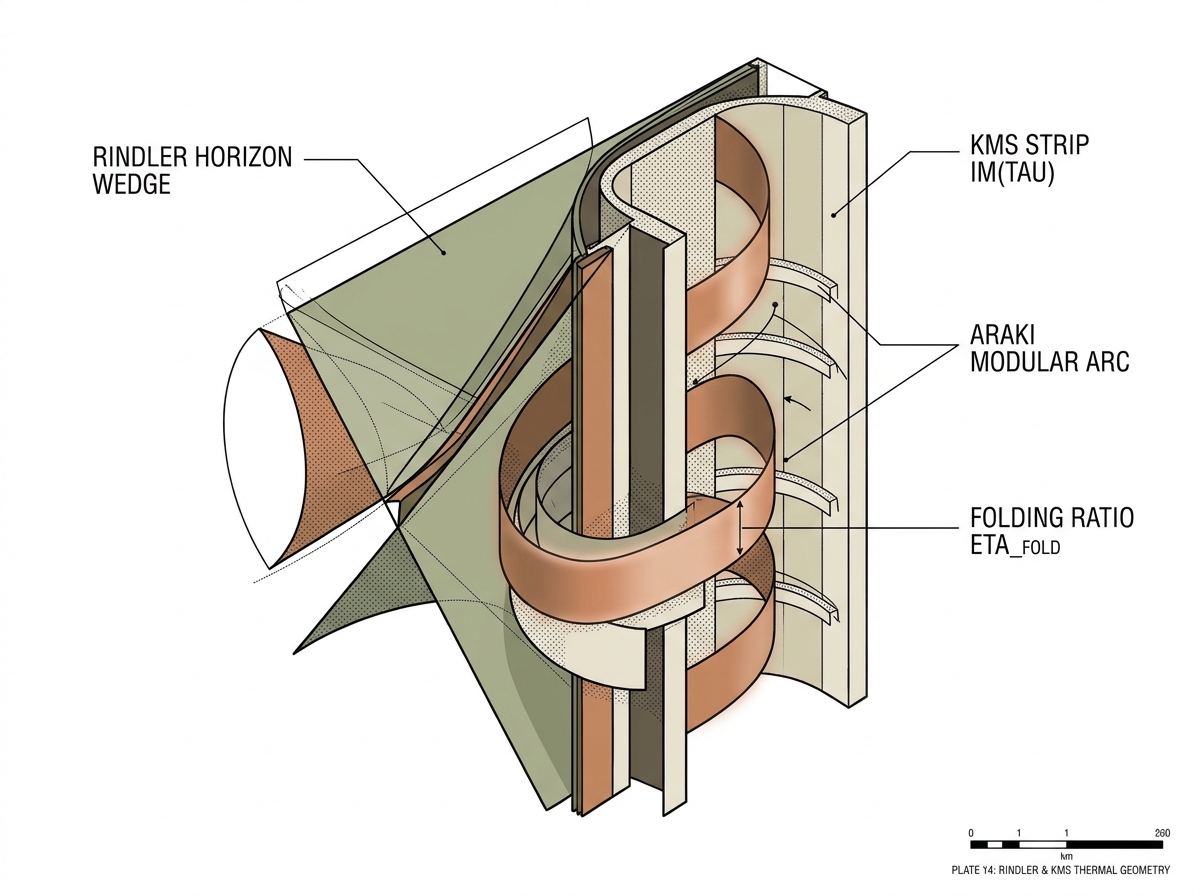 RINDLER HORIZON
WEDGE
KMS STRIP
IM(TAU)
ARAKI
MODULAR ARC
FOLDING RATIO
ETA_FOLD
0 1 1 260
km
PLATE 14: RINDLER & KMS THERMAL GEOMETRY